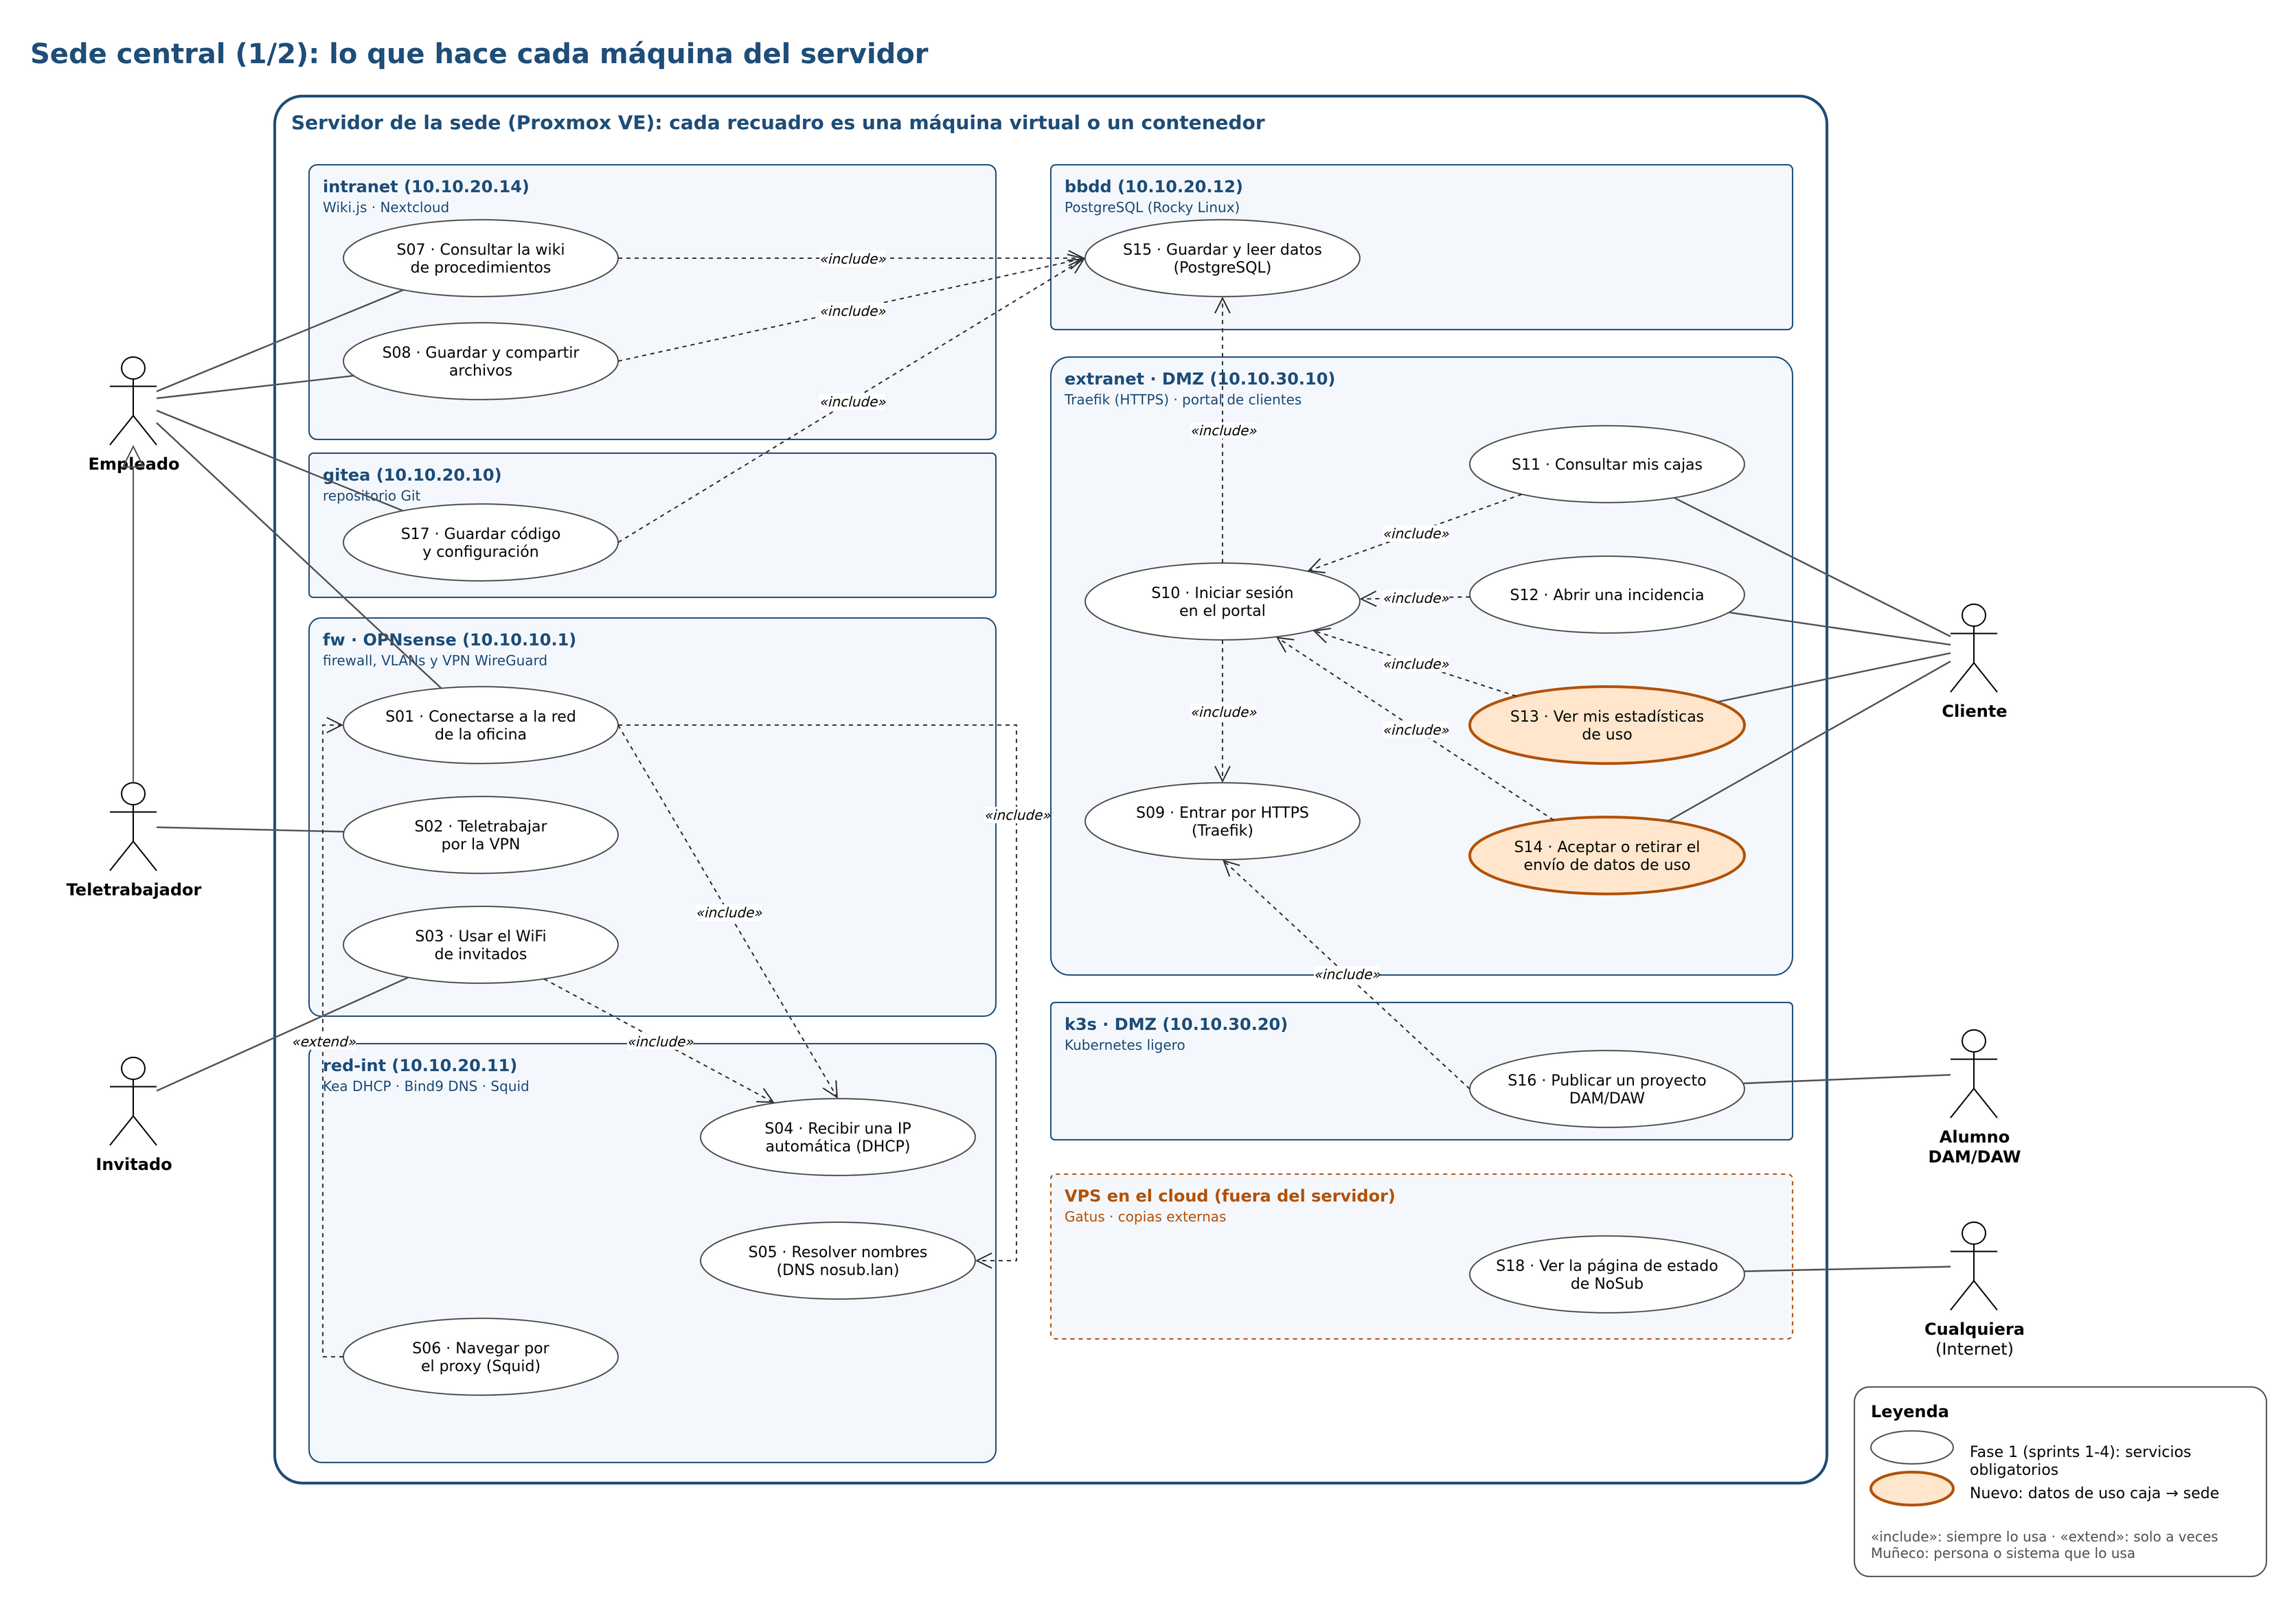 Sede central (1/2): lo que hace cada máquina del servidor
Servidor de la sede (Proxmox VE): cada recuadro es una máquina virtual o un contenedor
intranet (10.10.20.14)
Wiki.js · Nextcloud
S07 · Consultar la wiki
de procedimientos
«include»
S08 · Guardar y compartir
archivos
«include»
«include»
gitea (10.10.20.10)
repositorio Git
S17 · Guardar código
y configuración
fw · OPNsense (10.10.10.1)
firewall, VLANs y VPN WireGuard
S01 · Conectarse a la red
de la oficina
«include»
S02 · Teletrabajar
por la VPN
«include»
S03 · Usar el WiFi
de invitados
«extend»
«include»
red-int (10.10.20.11)
Kea DHCP · Bind9 DNS · Squid
S04 · Recibir una IP
automática (DHCP)
S05 · Resolver nombres
(DNS nosub.lan)
S06 · Navegar por
el proxy (Squid)
Empleado
Teletrabajador
Invitado
bbdd (10.10.20.12)
PostgreSQL (Rocky Linux)
S15 · Guardar y leer datos
(PostgreSQL)
extranet · DMZ (10.10.30.10)
Traefik (HTTPS) · portal de clientes
«include»
S11 · Consultar mis cajas
«include»
S10 · Iniciar sesión
en el portal
«include»
S12 · Abrir una incidencia
«include»
«include»
S13 · Ver mis estadísticas
de uso
«include»
S09 · Entrar por HTTPS
(Traefik)
S14 · Aceptar o retirar el
envío de datos de uso
«include»
k3s · DMZ (10.10.30.20)
Kubernetes ligero
S16 · Publicar un proyecto
DAM/DAW
VPS en el cloud (fuera del servidor)
Gatus · copias externas
S18 · Ver la página de estado
de NoSub
Cliente
Alumno
DAM/DAW
Cualquiera
(Internet)
Leyenda
Fase 1 (sprints 1-4): servicios
obligatorios
Nuevo: datos de uso caja → sede
«include»: siempre lo usa · «extend»: solo a veces
Muñeco: persona o sistema que lo usa